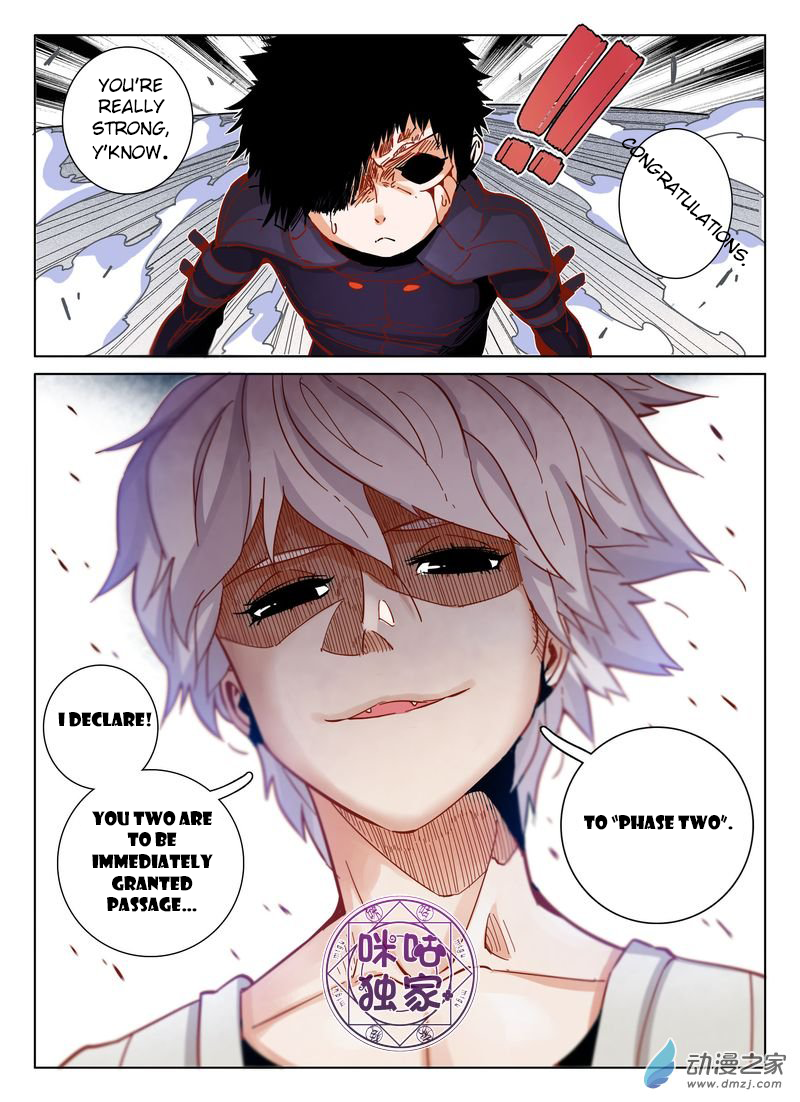 YOU'RE
REALLY
STRONG,
Y'KNOW.
!!
CONGRATULATIONS.
I DECLARE!
YOU TWO ARE
TO BE
IMMEDIATELY
GRANTED
PASSAGE...
TO "PHASE TWO".
咪咕
独家
动漫之家
www.dmzj.com